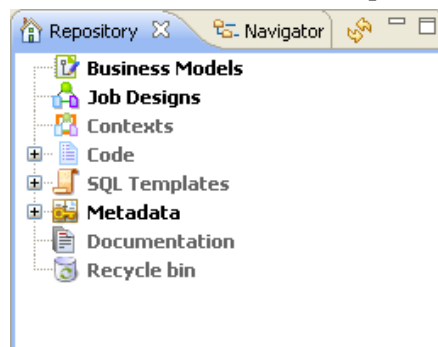 Repository Navigator
Business Models
Job Designs
Contexts
Code
SQL Templates
Metadata
Documentation
Recycle bin